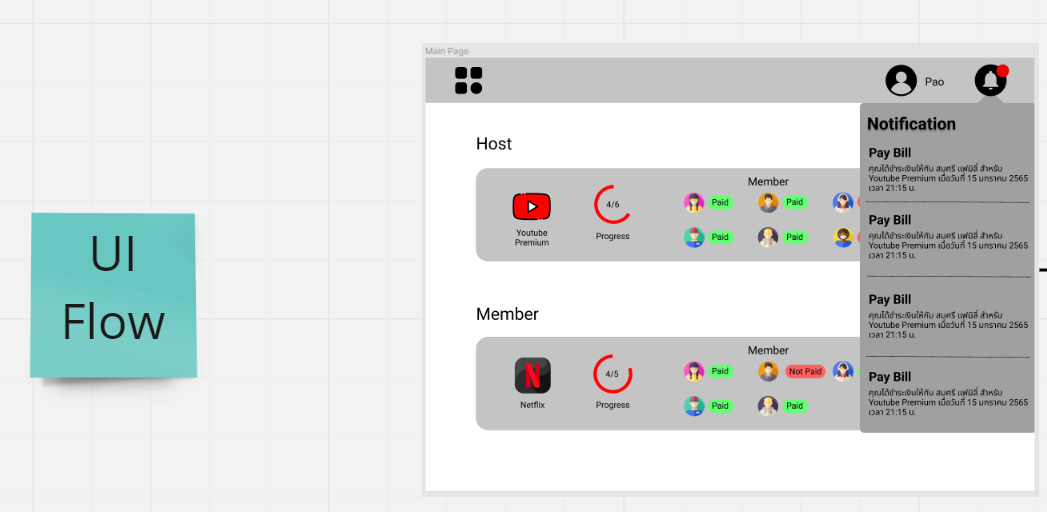 UI
Flow
Main Page
Pao
Notification
Pay Bill
คุณได้ชำระเงินให้กับ สมศรี แฟมิลี่ สำหรับ
Youtube Premium เมื่อวันที่ 15 มกราคม 2565
เวลา 21:15 น.
Pay Bill
คุณได้ชำระเงินให้กับ สมศรี แฟมิลี่ สำหรับ
Youtube Premium เมื่อวันที่ 15 มกราคม 2565
เวลา 21:15 น.
Pay Bill
คุณได้ชำระเงินให้กับ สมศรี แฟมิลี่ สำหรับ
Youtube Premium เมื่อวันที่ 15 มกราคม 2565
เวลา 21:15 น.
Pay Bill
คุณได้ชำระเงินให้กับ สมศรี แฟมิลี่ สำหรับ
Youtube Premium เมื่อวันที่ 15 มกราคม 2565
เวลา 21:15 น.
Host
Youtube
Premium
4/6
Progress
Member
Paid
Paid
Paid
Paid
Member
Netflix
4/5
Progress
Member
Paid
Not Paid
Paid
Paid